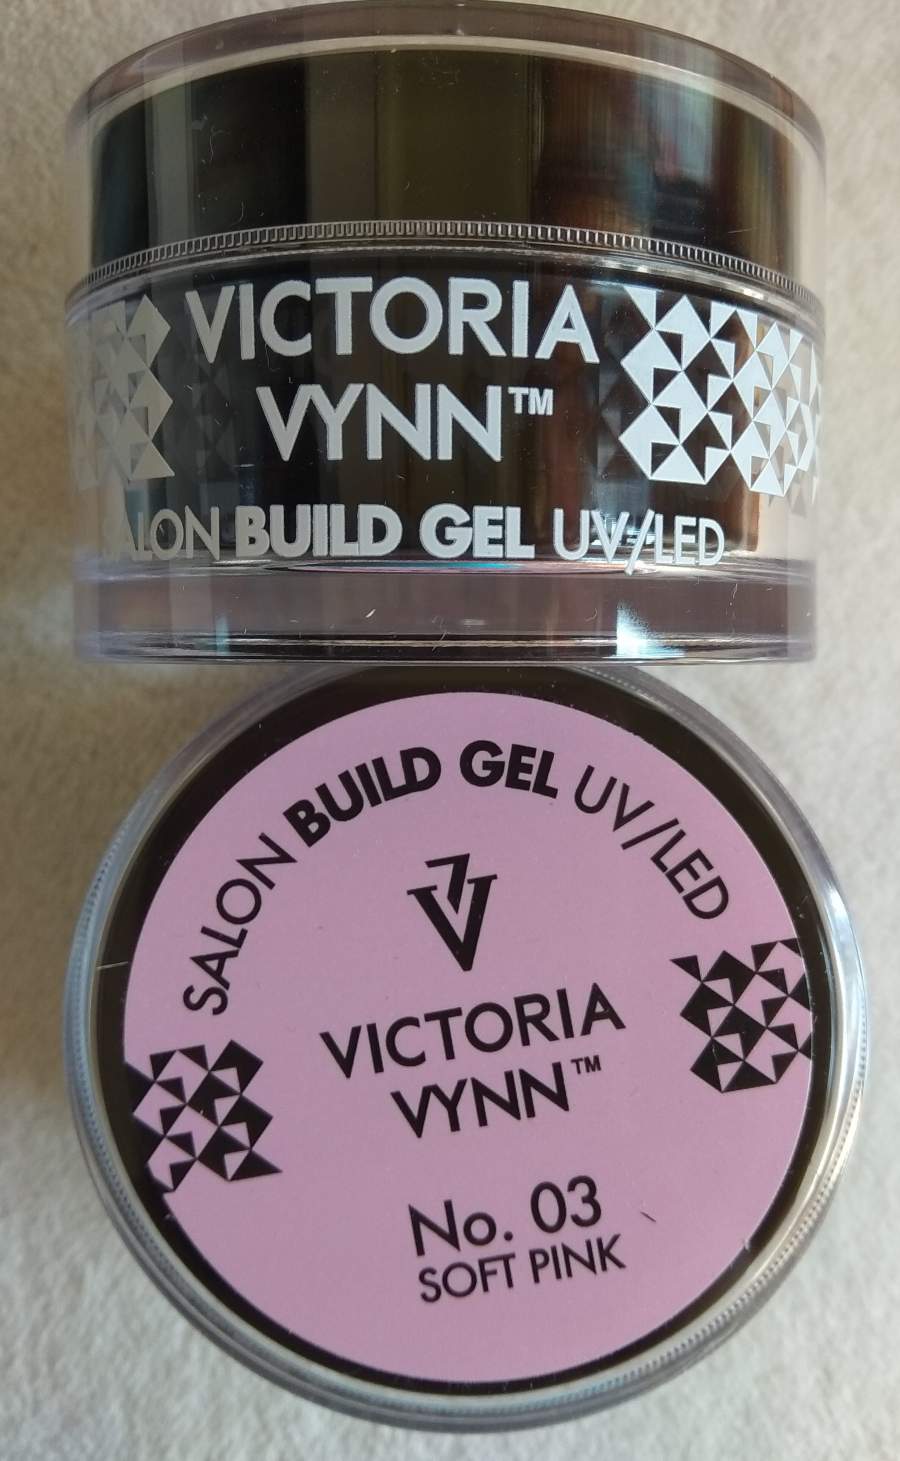 VICTORIA
VYNN™
SALON BUILD GEL UV/LED
SALON BUILD GEL UV/LED
VICTORIA
VYNN™
No. 03
SOFT PINK